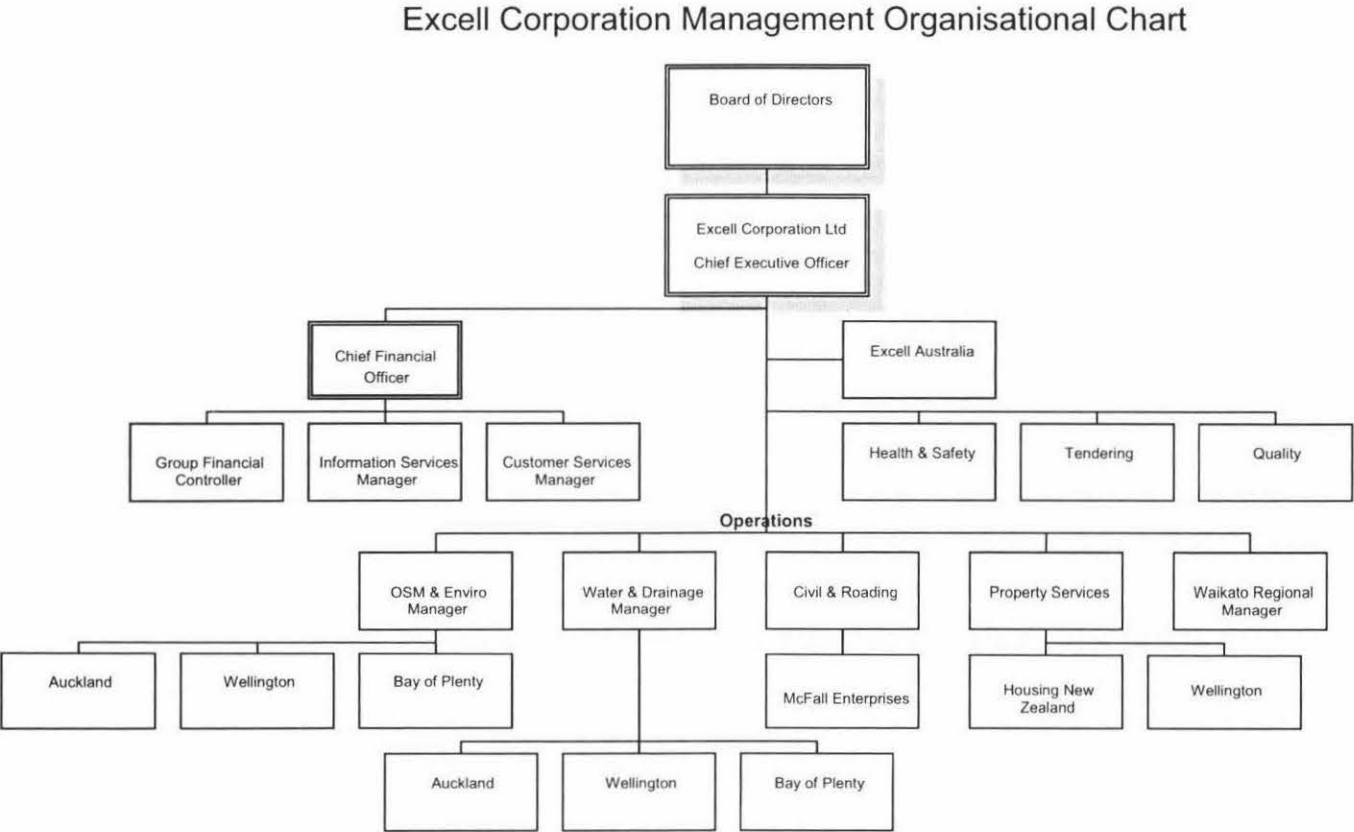 Excell Corporation Management Organisational Chart
Board of Directors
Excell Corporation Ltd
Chief Executive Officer
Chief Financial
Officer
Excell Australia
Group Financial
Controller
Information Services
Manager
Customer Services
Manager
Health & Safety
Tendering
Quality
Operations
OSM & Enviro
Manager
Water & Drainage
Manager
Civil & Roading
Property Services
Waikato Regional
Manager
Auckland
Wellington
Bay of Plenty
McFall Enterprises
Housing New
Zealand
Wellington
Auckland
Wellington
Bay of Plenty